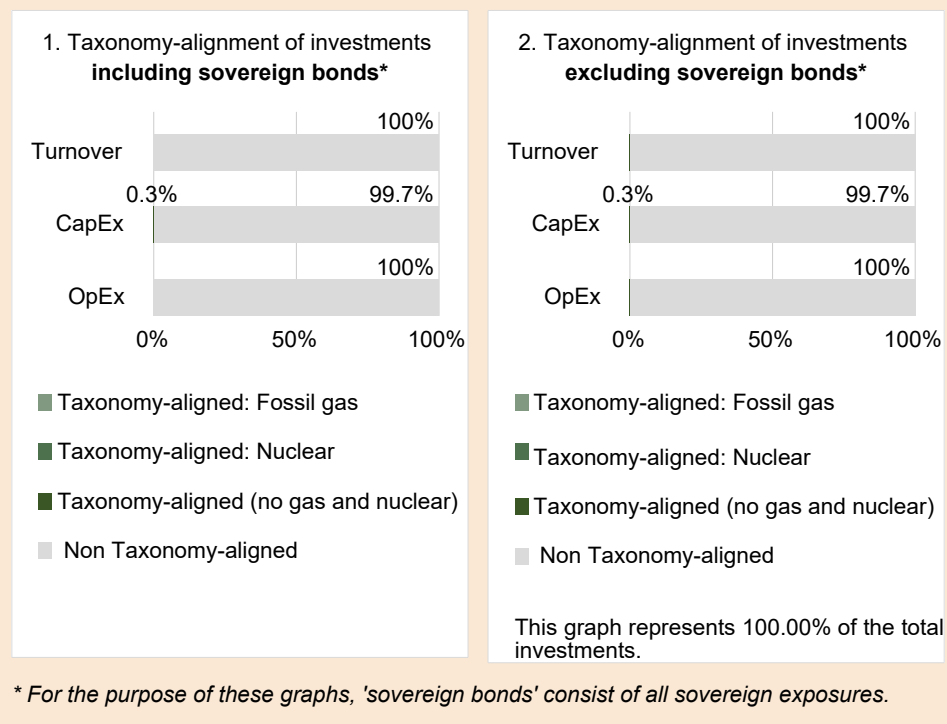 1. Taxonomy-alignment of investments
including sovereign bonds*
100%
Turnover
0.3% 99.7%
CapEx
100%
OpEx
0% 50% 100%
Taxonomy-aligned: Fossil gas
Taxonomy-aligned: Nuclear
Taxonomy-aligned (no gas and nuclear)
Non Taxonomy-aligned
2. Taxonomy-alignment of investments
excluding sovereign bonds*
100%
Turnover
0.3% 99.7%
CapEx
100%
OpEx
0% 50% 100%
Taxonomy-aligned: Fossil gas
Taxonomy-aligned: Nuclear
Taxonomy-aligned (no gas and nuclear)
Non Taxonomy-aligned
This graph represents 100.00% of the total
investments.
* For the purpose of these graphs, 'sovereign bonds' consist of all sovereign exposures.